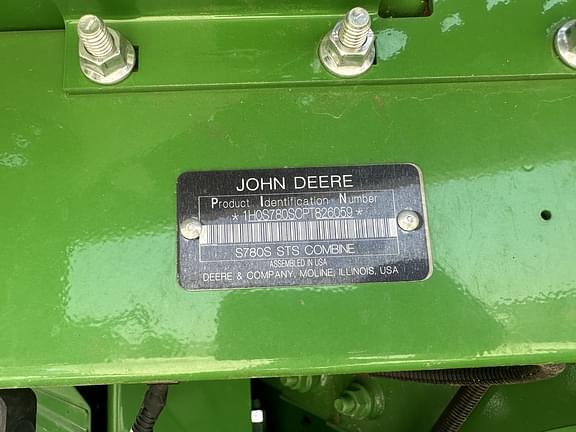 JOHN DEERE
Product Identification Number
*1H0S780SCPT826059*
S780S STS COMBINE
ASSEMBLED IN USA
DEERE & COMPANY, MOLINE, ILLINOIS, USA